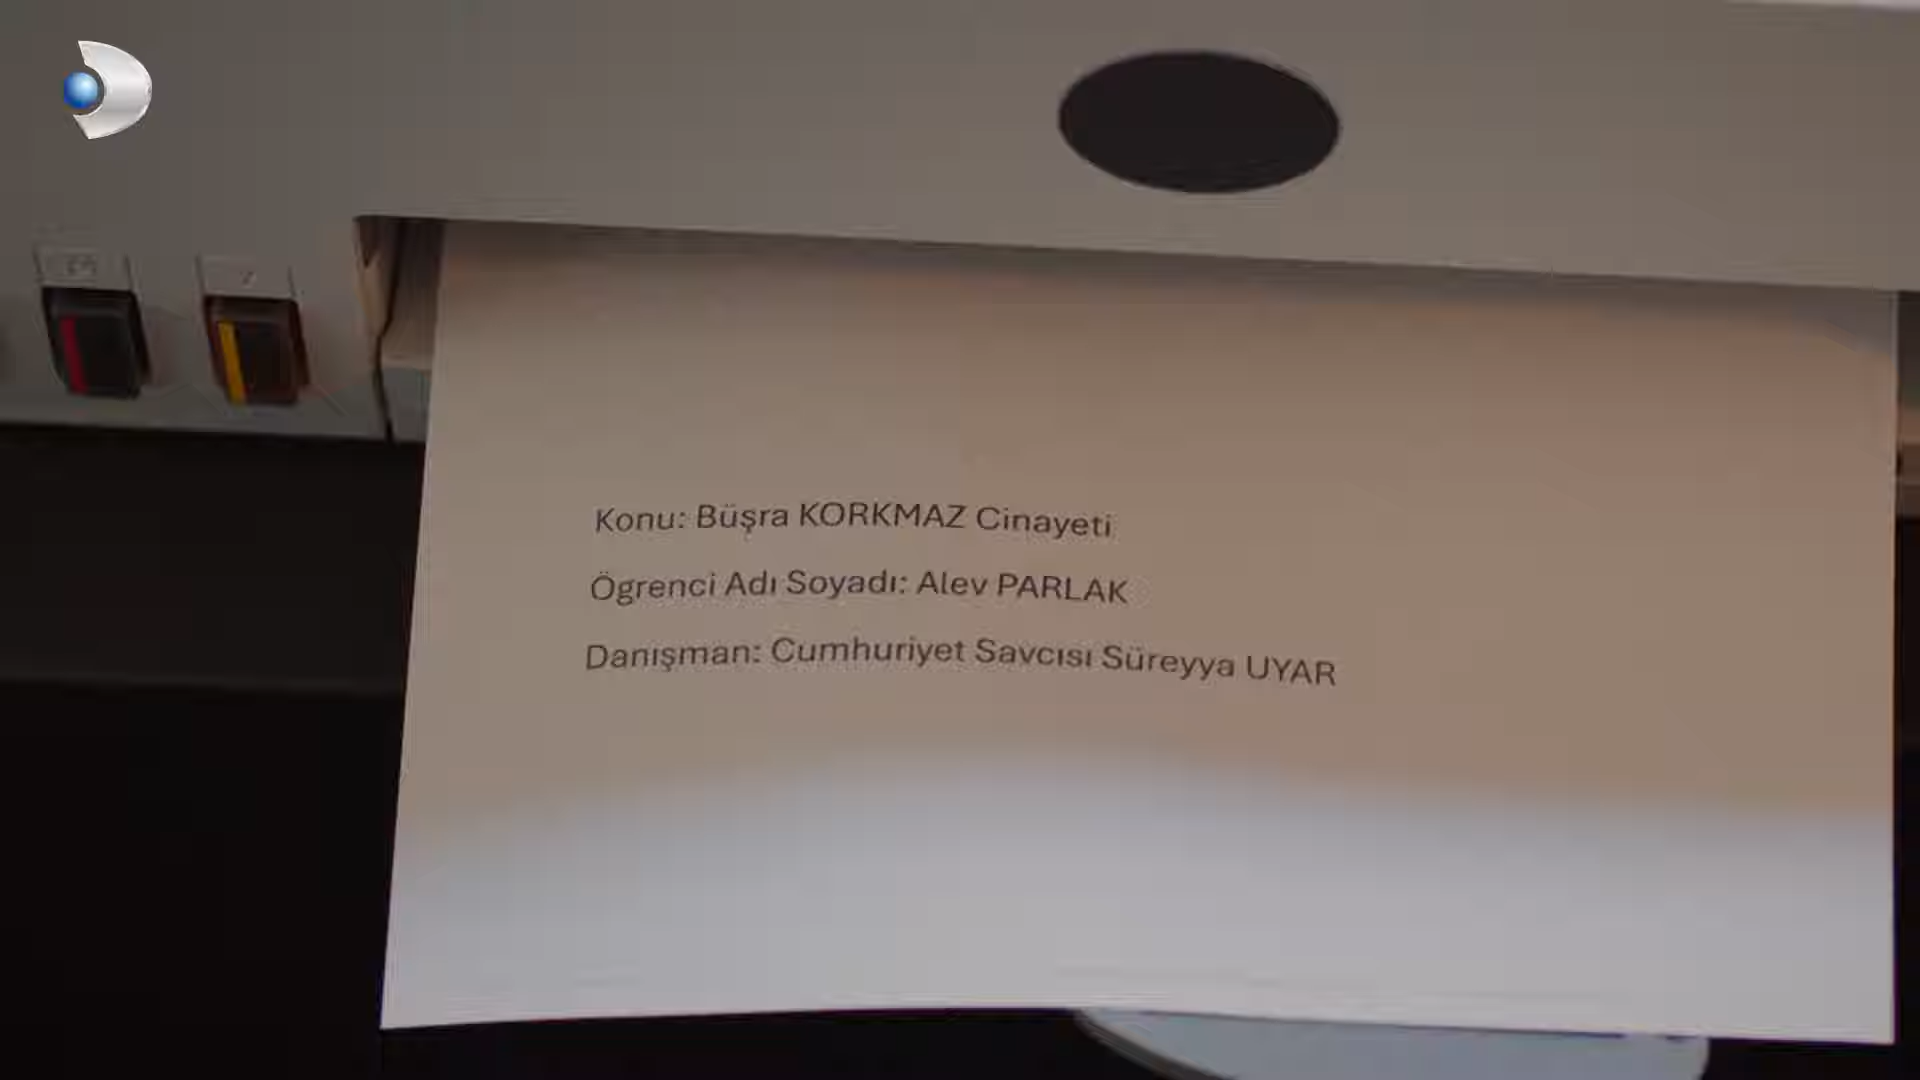 Konu: Büşra KORKMAZ Cinayeti
Ögrenci Adı Soyadı: Alev PARLAK
Danışman: Cumhuriyet Savcısı Süreyya UYAR